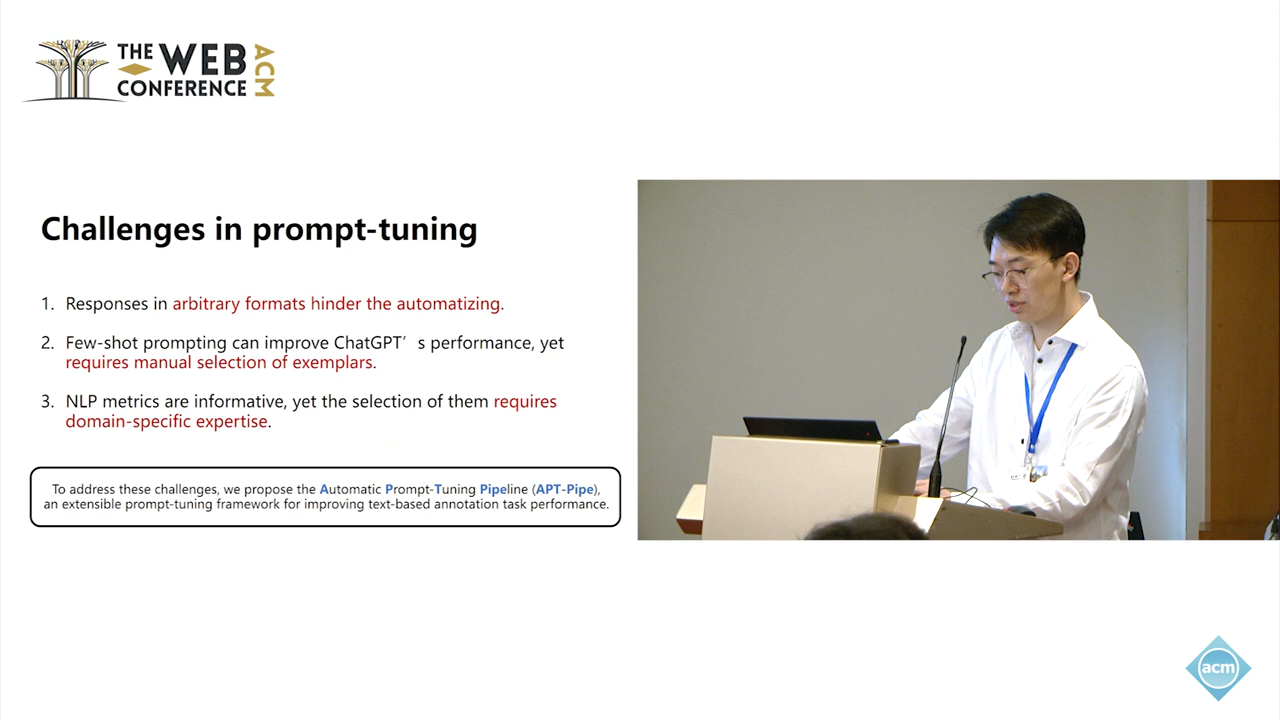 THE WEB CONFERENCE ACM
Challenges in prompt-tuning
1. Responses in arbitrary formats hinder the automatizing.
2. Few-shot prompting can improve ChatGPT’s performance, yet
requires manual selection of exemplars.
3. NLP metrics are informative, yet the selection of them requires
domain-specific expertise.
To address these challenges, we propose the Automatic Prompt-Tuning Pipeline (APT-Pipe),
an extensible prompt-tuning framework for improving text-based annotation task performance.
acm